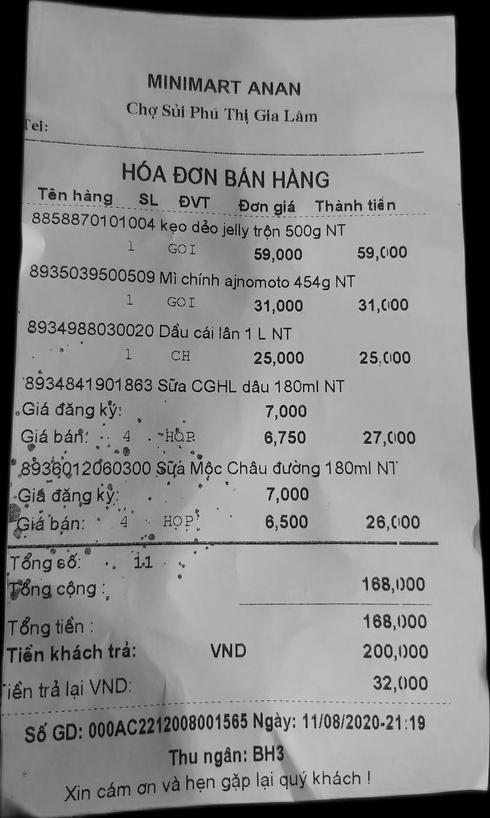 MINIMART ANAN
Chợ Sủi Phú Thị Gia Lâm
Tel:
HÓA ĐƠN BÁN HÀNG
Tên hàng SL ĐVT Đơn giá Thành tiền
8858870101004 kẹo dẻo jelly trộn 500g NT
1 GOI 59,000 59,000
8935039500509 Mì chính ajnomoto 454g NT
1 GOI 31,000 31,000
8934988030020 Dầu cái lân 1 L NT
1 CH 25,000 25,000
8934841901863 Sữa CGHL dâu 180ml NT
Giá đăng ký: 7,000
Giá bán: 4 HOP 6,750 27,000
8936012060300 Sữa Mộc Châu đường 180ml NT
Giá đăng ký: 7,000
Giá bán: 4 HOP 6,500 26,000
Tổng số: 11
Tổng cộng : 168,000
Tổng tiền : 168,000
Tiền khách trả: VND 200,000
Tiền trả lại VND: 32,000
Số GD: 000AC2212008001565 Ngày: 11/08/2020-21:19
Thu ngân: BH3
Xin cám ơn và hẹn gặp lại quý khách !